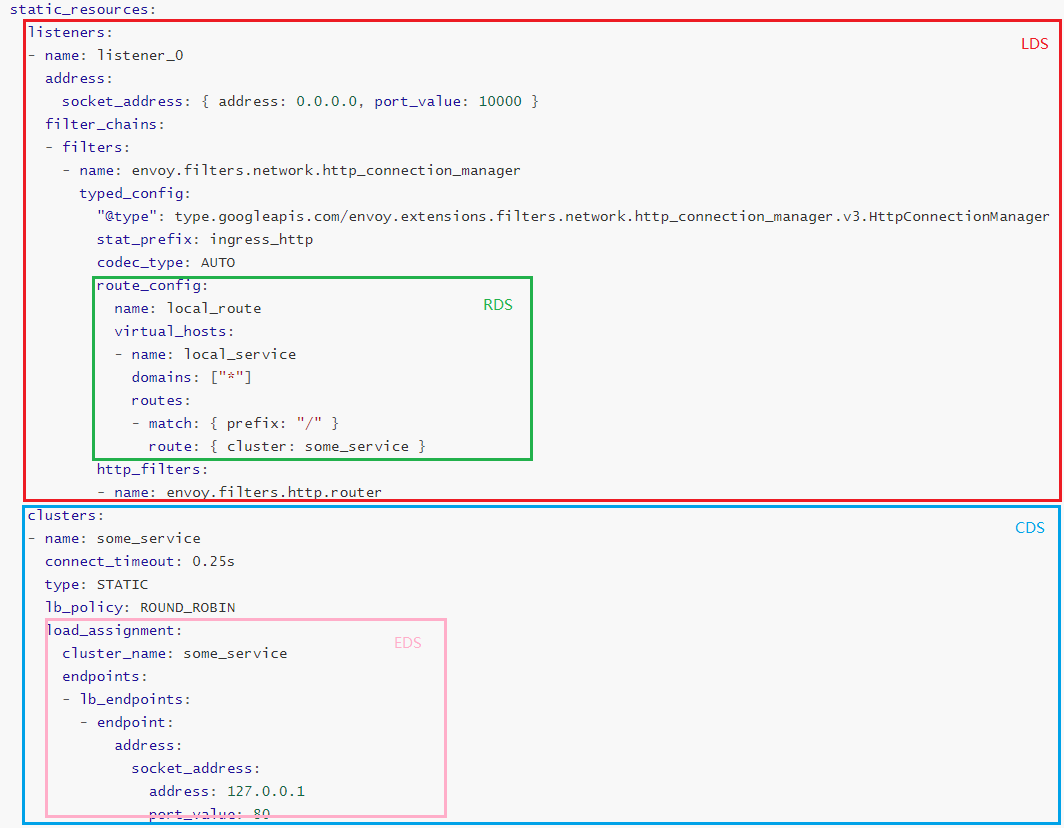 static_resources:
listeners:
LDS
- name: listener_0
address:
socket_address: { address: 0.0.0.0, port_value: 10000 }
filter_chains:
- filters:
- name: envoy.filters.network.http_connection_manager
typed_config:
"@type": type.googleapis.com/envoy.extensions.filters.network.http_connection_manager.v3.HttpConnectionManager
stat_prefix: ingress_http
codec_type: AUTO
route_config:
RDS
name: local_route
virtual_hosts:
- name: local_service
domains: ["*"]
routes:
- match: { prefix: "/" }
route: { cluster: some_service }
http_filters:
- name: envoy.filters.http.router
clusters:
CDS
- name: some_service
connect_timeout: 0.25s
type: STATIC
lb_policy: ROUND_ROBIN
load_assignment:
EDS
cluster_name: some_service
endpoints:
- lb_endpoints:
- endpoint:
address:
socket_address:
address: 127.0.0.1
port_value: 80